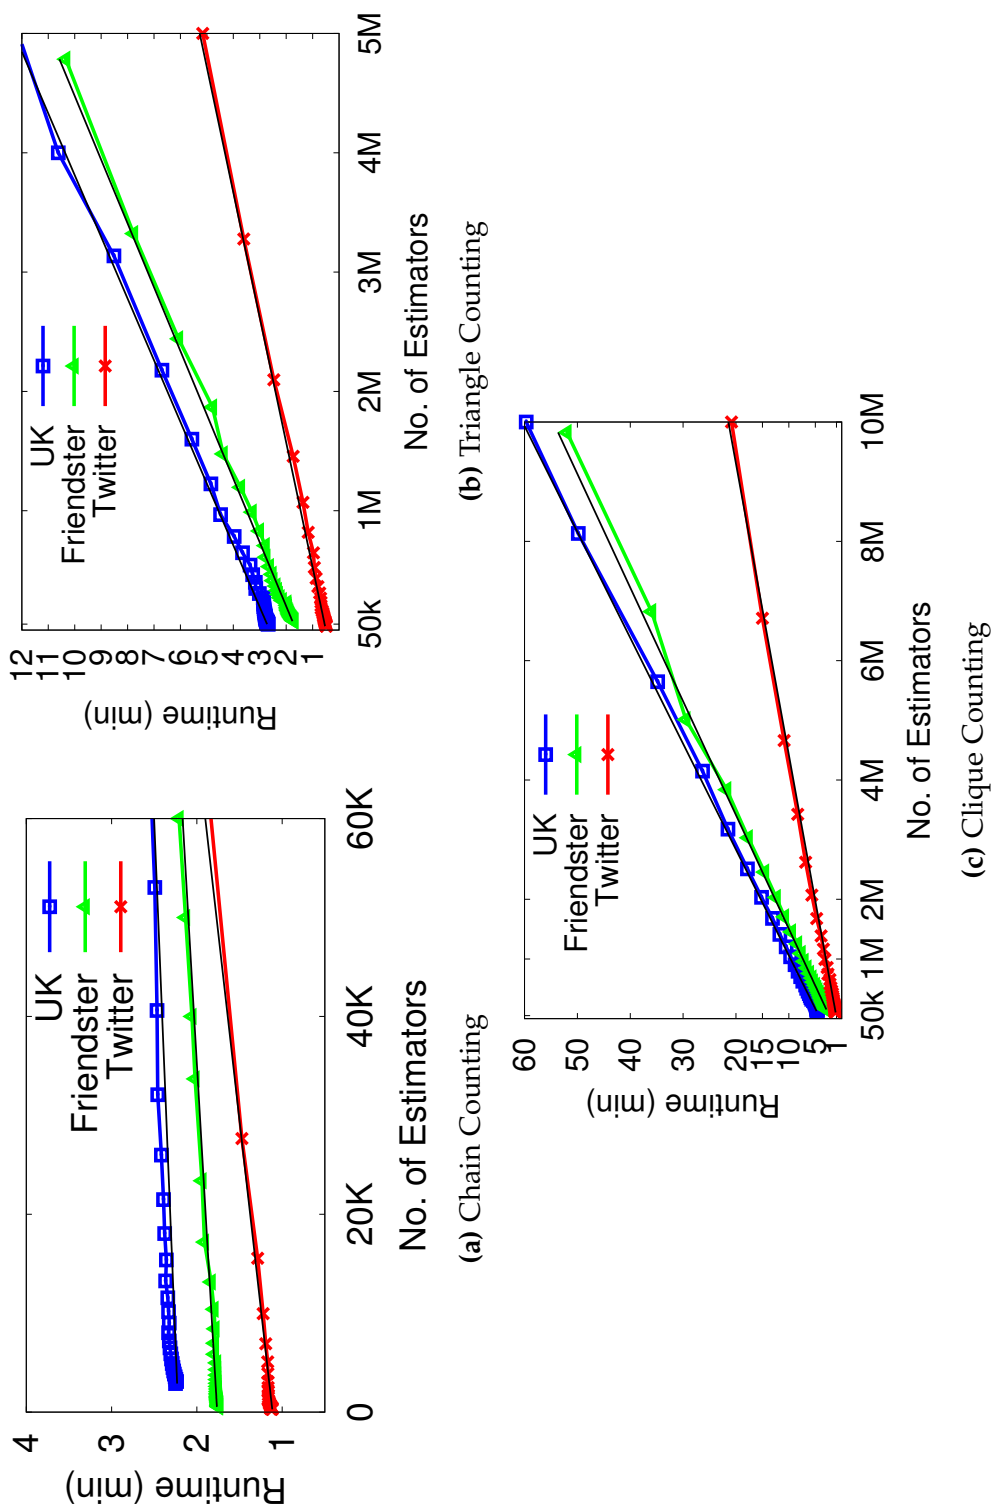 4
3
2
1
0
20K
40K
60K
Runtime (min)
No. of Estimators
UK
Friendster
Twitter
(a) Chain Counting
12
11
10
9
8
7
6
5
4
3
2
1
50k
1M
2M
3M
4M
5M
Runtime (min)
No. of Estimators
UK
Friendster
Twitter
(b) Triangle Counting
60
50
40
30
20
15
10
5
1
50k
1M
2M
4M
6M
8M
10M
Runtime (min)
No. of Estimators
UK
Friendster
Twitter
(c) Clique Counting